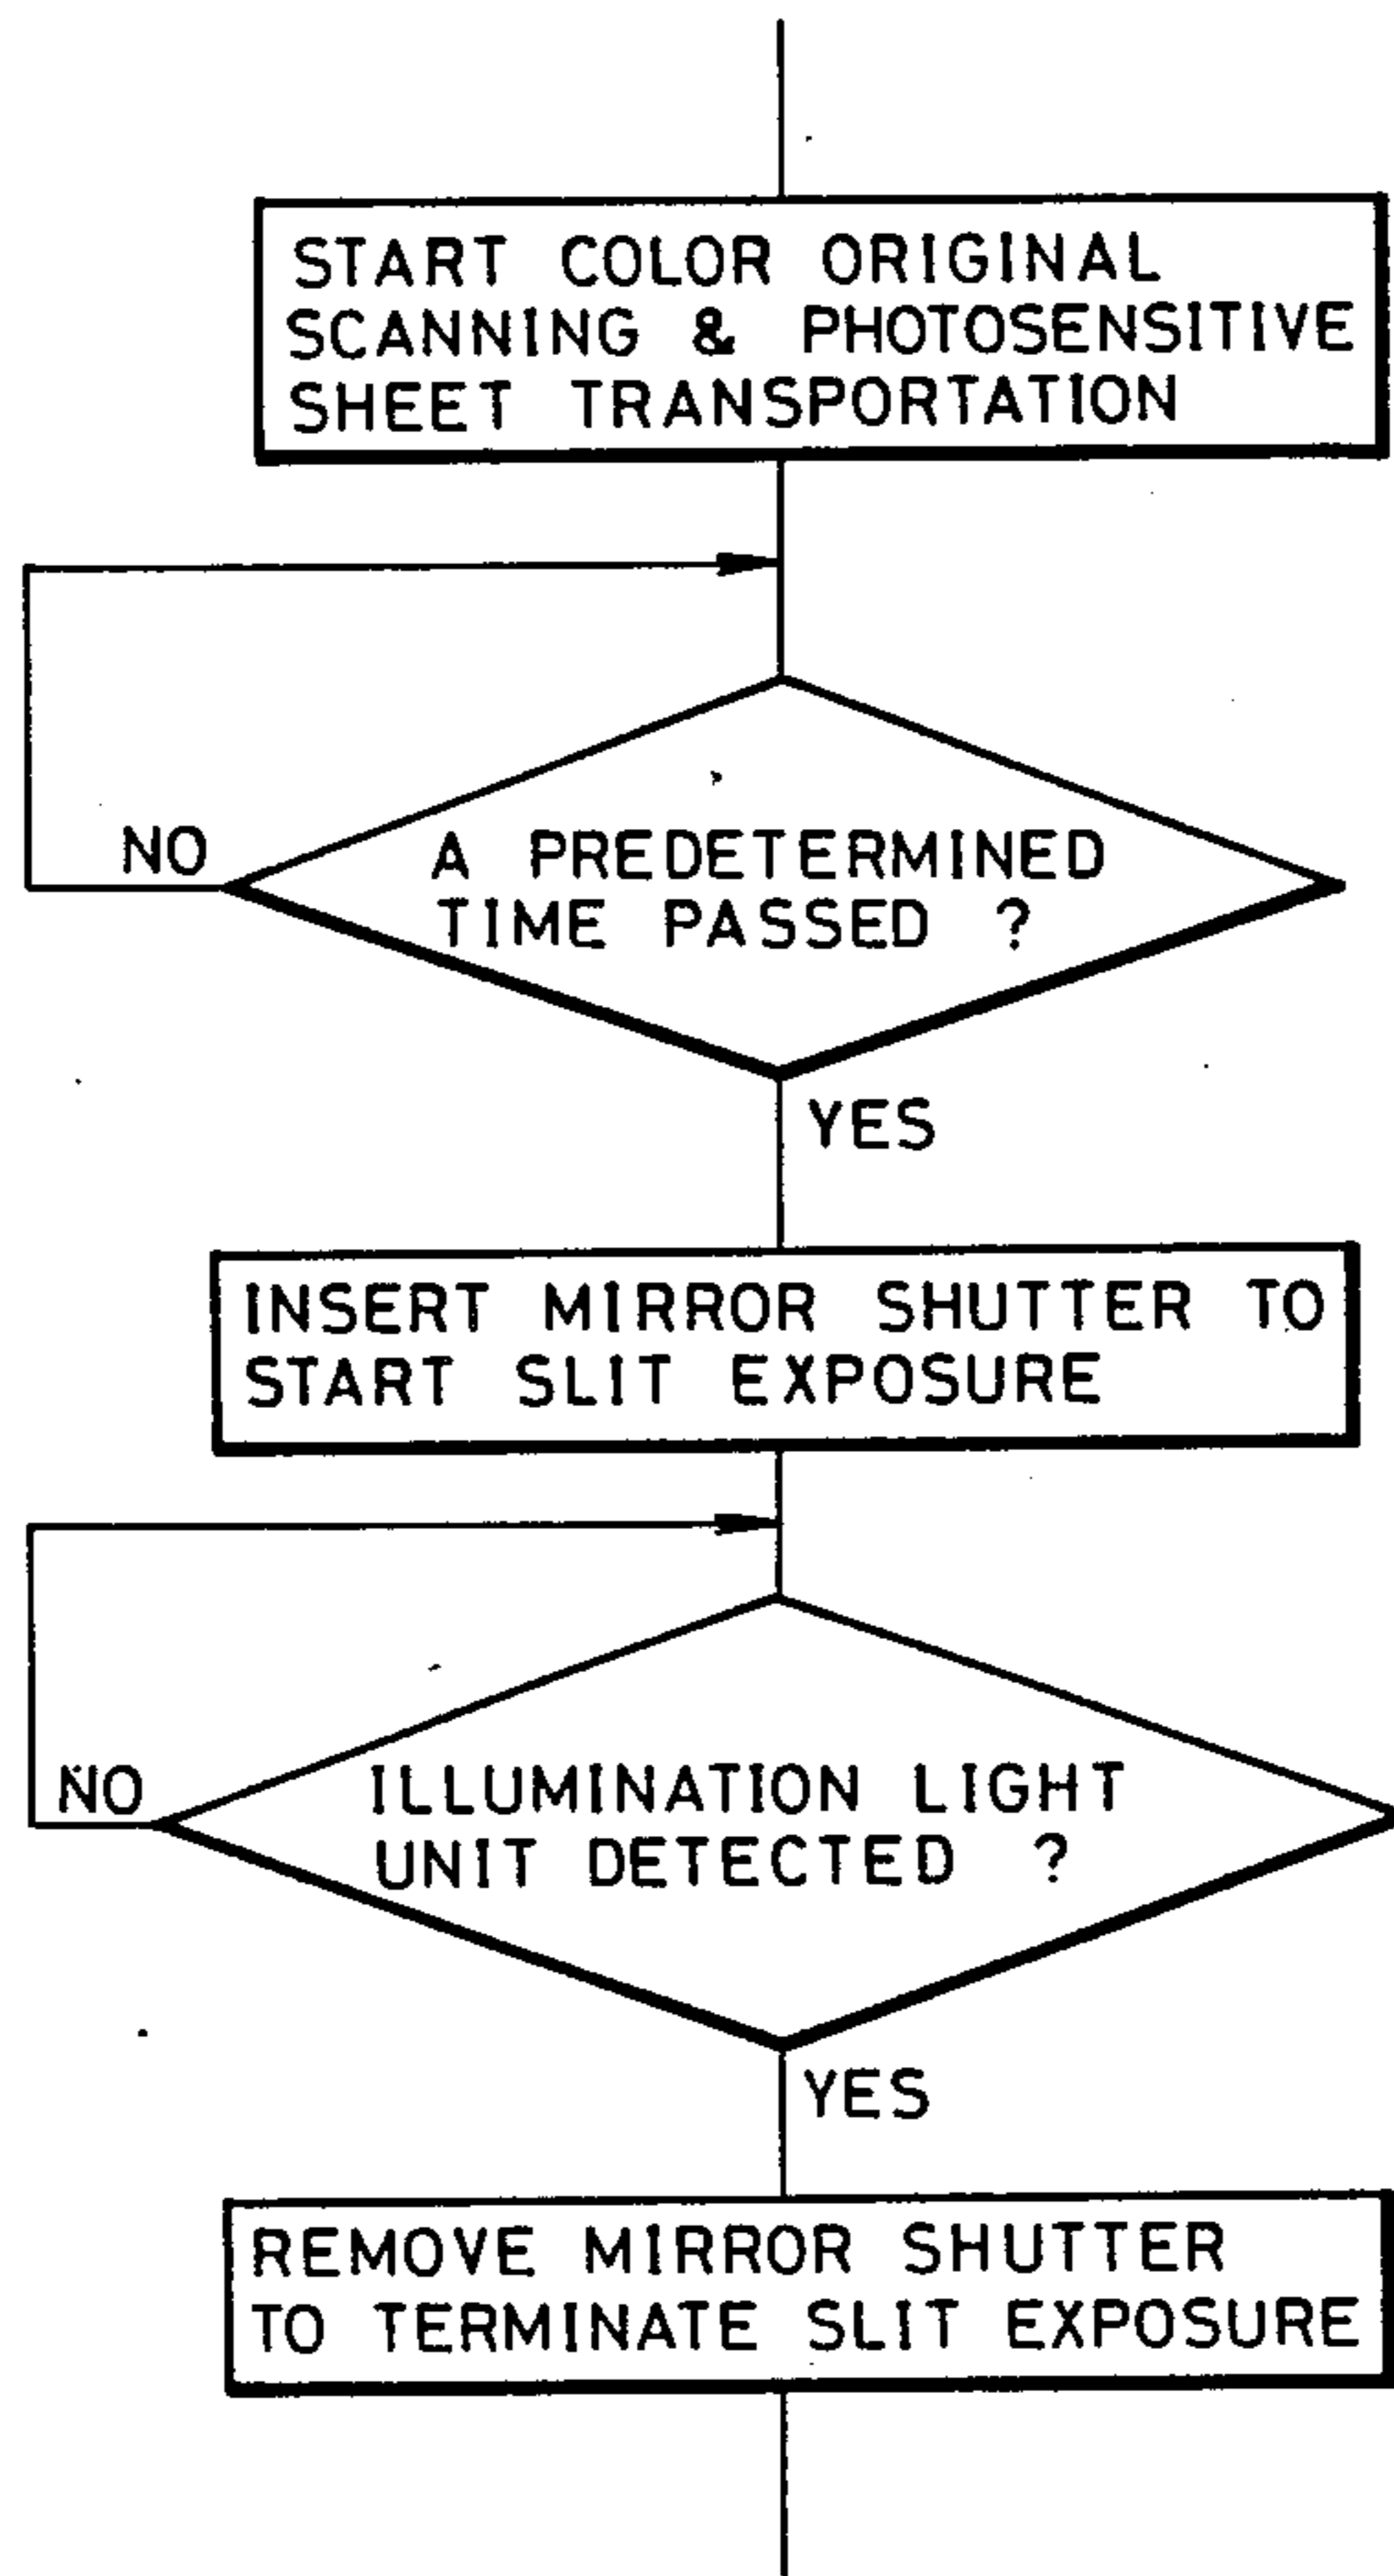 START COLOR ORIGINAL
SCANNING & PHOTOSENSITIVE
SHEET TRANSPORTATION
NO
A PREDETERMINED
TIME PASSED ?
YES
INSERT MIRROR SHUTTER TO
START SLIT EXPOSURE
NO
ILLUMINATION LIGHT
UNIT DETECTED ?
YES
REMOVE MIRROR SHUTTER
TO TERMINATE SLIT EXPOSURE